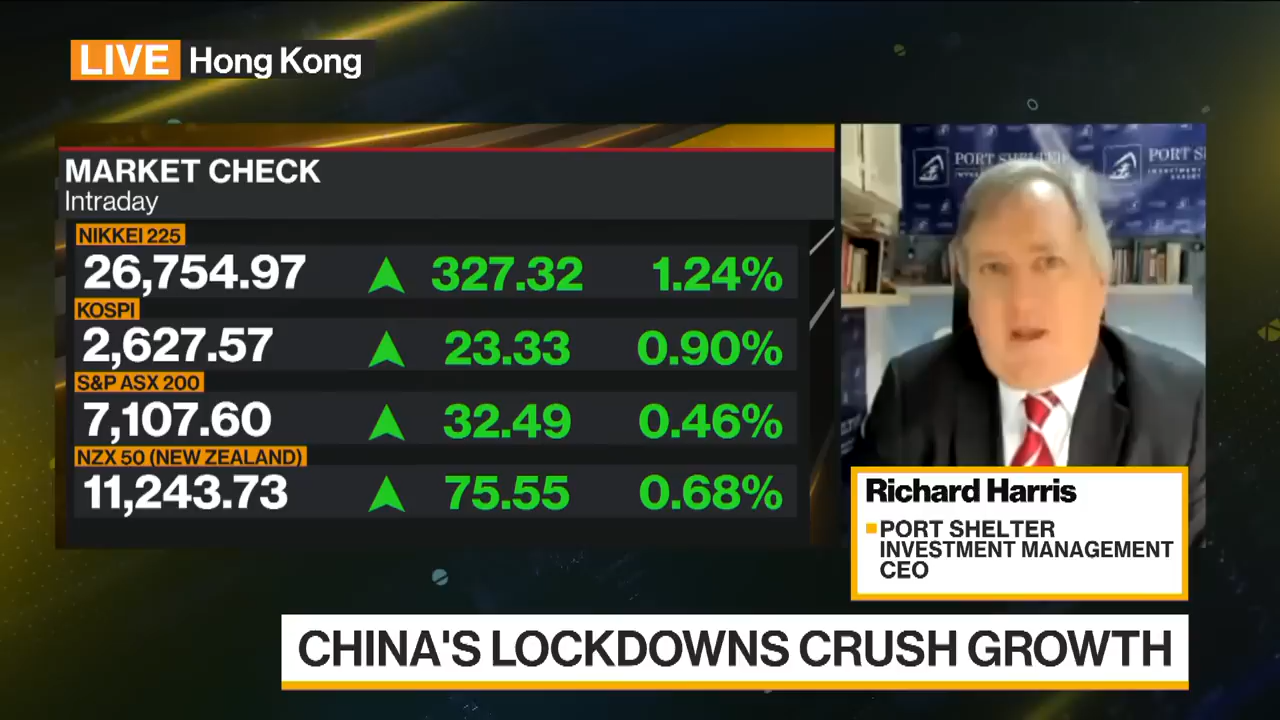 LIVE Hong Kong
MARKET CHECK
Intraday
NIKKEI 225
26,754.97 ▲ 327.32 1.24%
KOSPI
2,627.57 ▲ 23.33 0.90%
S&P ASX 200
7,107.60 ▲ 32.49 0.46%
NZX 50 (NEW ZEALAND)
11,243.73 ▲ 75.55 0.68%
PORT SHELTER
PORT S
Richard Harris
PORT SHELTER
INVESTMENT MANAGEMENT
CEO
CHINA'S LOCKDOWNS CRUSH GROWTH